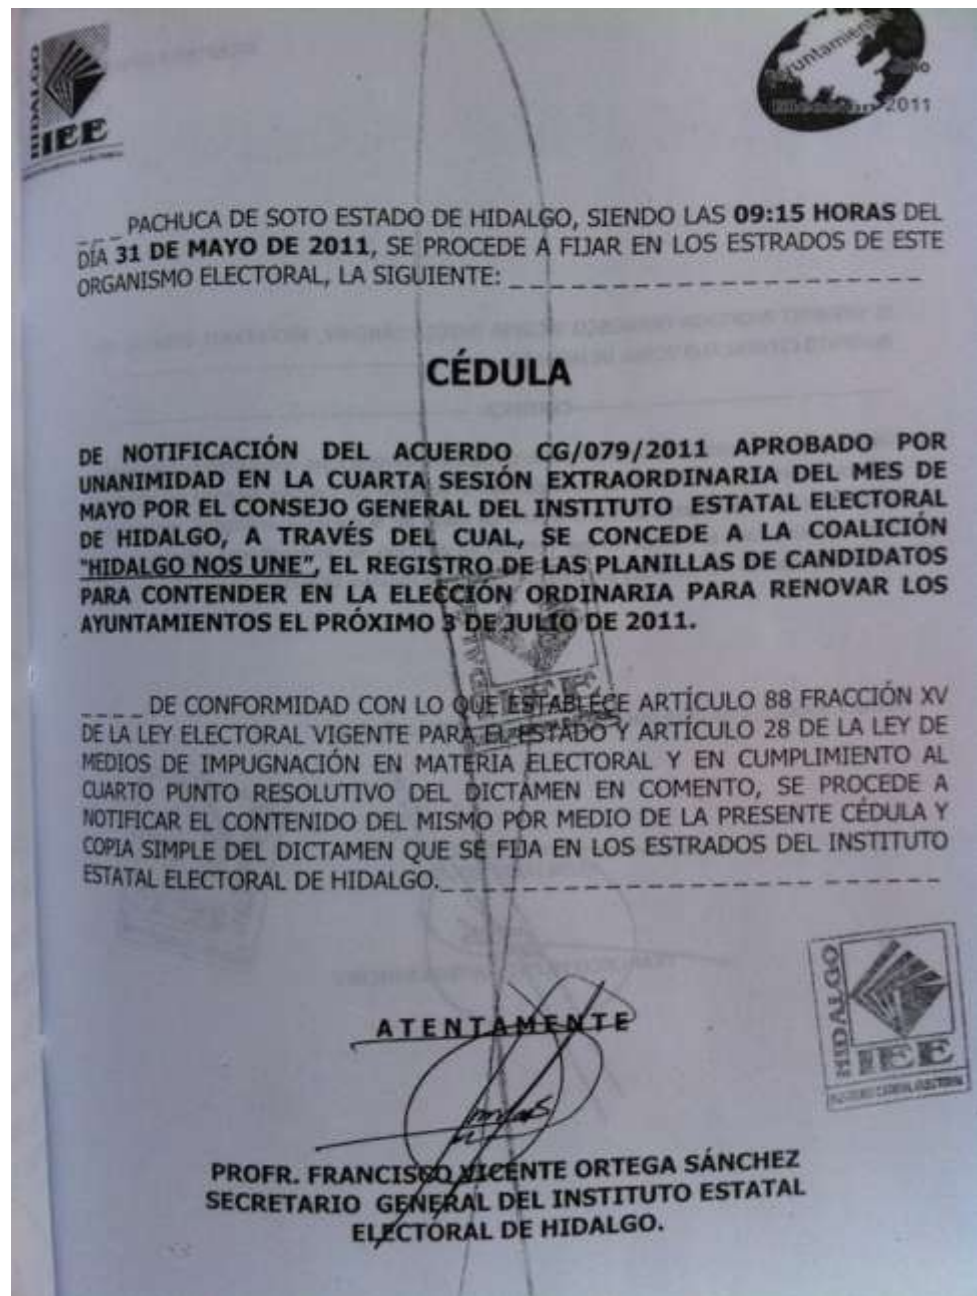 HIDALGO
IEE
Ayuntamientos
2011
_ _ _ PACHUCA DE SOTO ESTADO DE HIDALGO, SIENDO LAS 09:15 HORAS DEL
DÍA 31 DE MAYO DE 2011, SE PROCEDE A FIJAR EN LOS ESTRADOS DE ESTE
ORGANISMO ELECTORAL, LA SIGUIENTE: _ _ _ _ _ _ _ _ _ _ _ _ _ _ _ _ _ _ _ _
CÉDULA
DE NOTIFICACIÓN DEL ACUERDO CG/079/2011 APROBADO POR
UNANIMIDAD EN LA CUARTA SESIÓN EXTRAORDINARIA DEL MES DE
MAYO POR EL CONSEJO GENERAL DEL INSTITUTO ESTATAL ELECTORAL
DE HIDALGO, A TRAVÉS DEL CUAL, SE CONCEDE A LA COALICIÓN
"HIDALGO NOS UNE", EL REGISTRO DE LAS PLANILLAS DE CANDIDATOS
PARA CONTENDER EN LA ELECCIÓN ORDINARIA PARA RENOVAR LOS
AYUNTAMIENTOS EL PRÓXIMO 3 DE JULIO DE 2011.
_ _ _ _ DE CONFORMIDAD CON LO QUE ESTABLECE ARTÍCULO 88 FRACCIÓN XV
DE LA LEY ELECTORAL VIGENTE PARA EL ESTADO Y ARTÍCULO 28 DE LA LEY DE
MEDIOS DE IMPUGNACIÓN EN MATERIA ELECTORAL Y EN CUMPLIMIENTO AL
CUARTO PUNTO RESOLUTIVO DEL DICTAMEN EN COMENTO, SE PROCEDE A
NOTIFICAR EL CONTENIDO DEL MISMO POR MEDIO DE LA PRESENTE CÉDULA Y
COPIA SIMPLE DEL DICTAMEN QUE SE FIJA EN LOS ESTRADOS DEL INSTITUTO
ESTATAL ELECTORAL DE HIDALGO._ _ _ _ _ _ _ _ _ _ _ _ _ _ _ _ _ _ _ _ _ _
HIDALGO
IEE
ATENTAMENTE
HIDALGO
IEE
PROFR. FRANCISCO VICENTE ORTEGA SÁNCHEZ
SECRETARIO GENERAL DEL INSTITUTO ESTATAL
ELECTORAL DE HIDALGO.